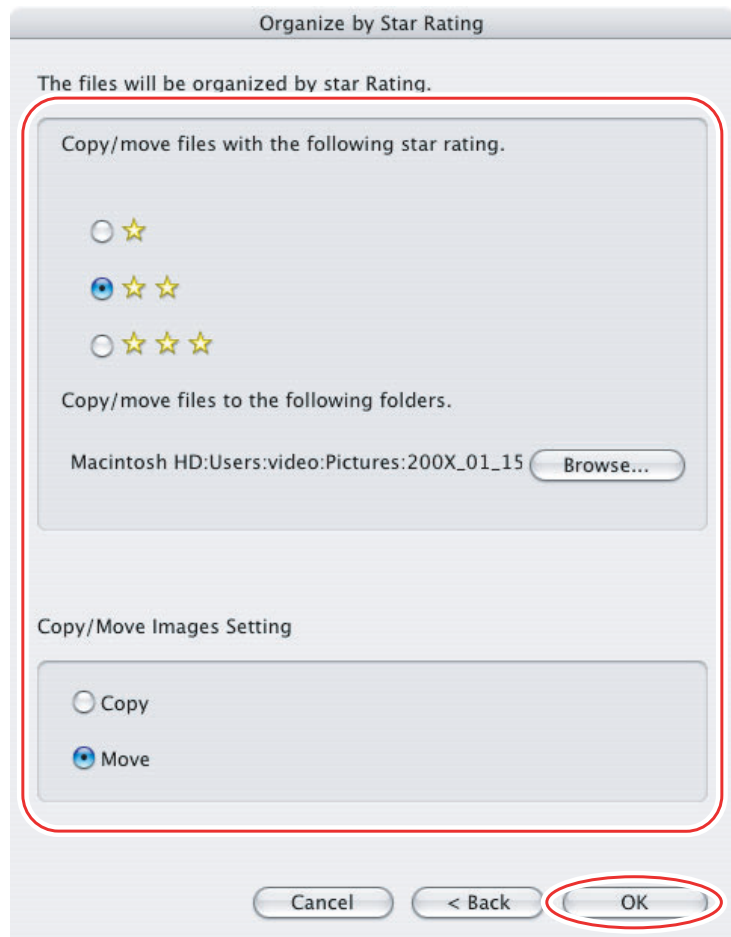 Organize by Star Rating
The files will be organized by star Rating.
Copy/move files with the following star rating.
Copy/move files to the following folders.
Macintosh HD:Users:video:Pictures:200X_01_15
Browse...
Copy/Move Images Setting
Copy
Move
Cancel
< Back
OK